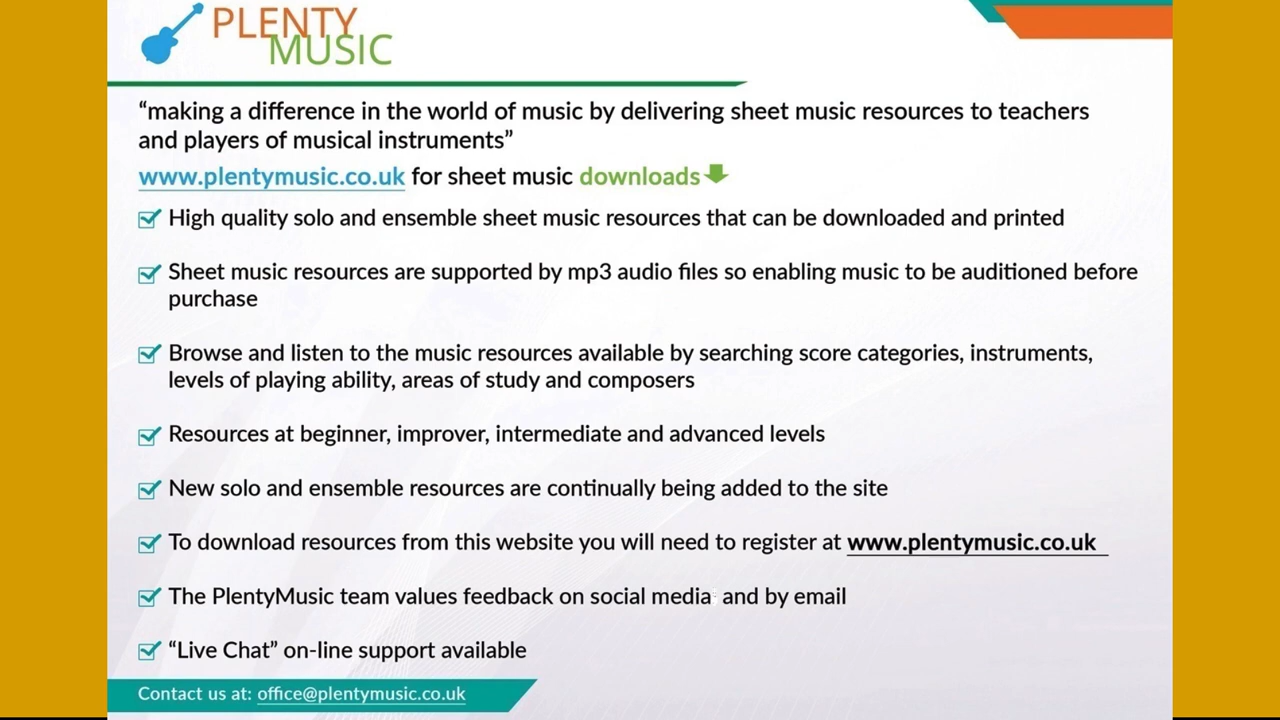 PLENTY
MUSIC
“making a difference in the world of music by delivering sheet music resources to teachers
and players of musical instruments”
www.plentymusic.co.uk for sheet music downloads
High quality solo and ensemble sheet music resources that can be downloaded and printed
Sheet music resources are supported by mp3 audio files so enabling music to be auditioned before
purchase
Browse and listen to the music resources available by searching score categories, instruments,
levels of playing ability, areas of study and composers
Resources at beginner, improver, intermediate and advanced levels
New solo and ensemble resources are continually being added to the site
To download resources from this website you will need to register at www.plentymusic.co.uk
The PlentyMusic team values feedback on social media and by email
“Live Chat” on-line support available
Contact us at: office@plentymusic.co.uk